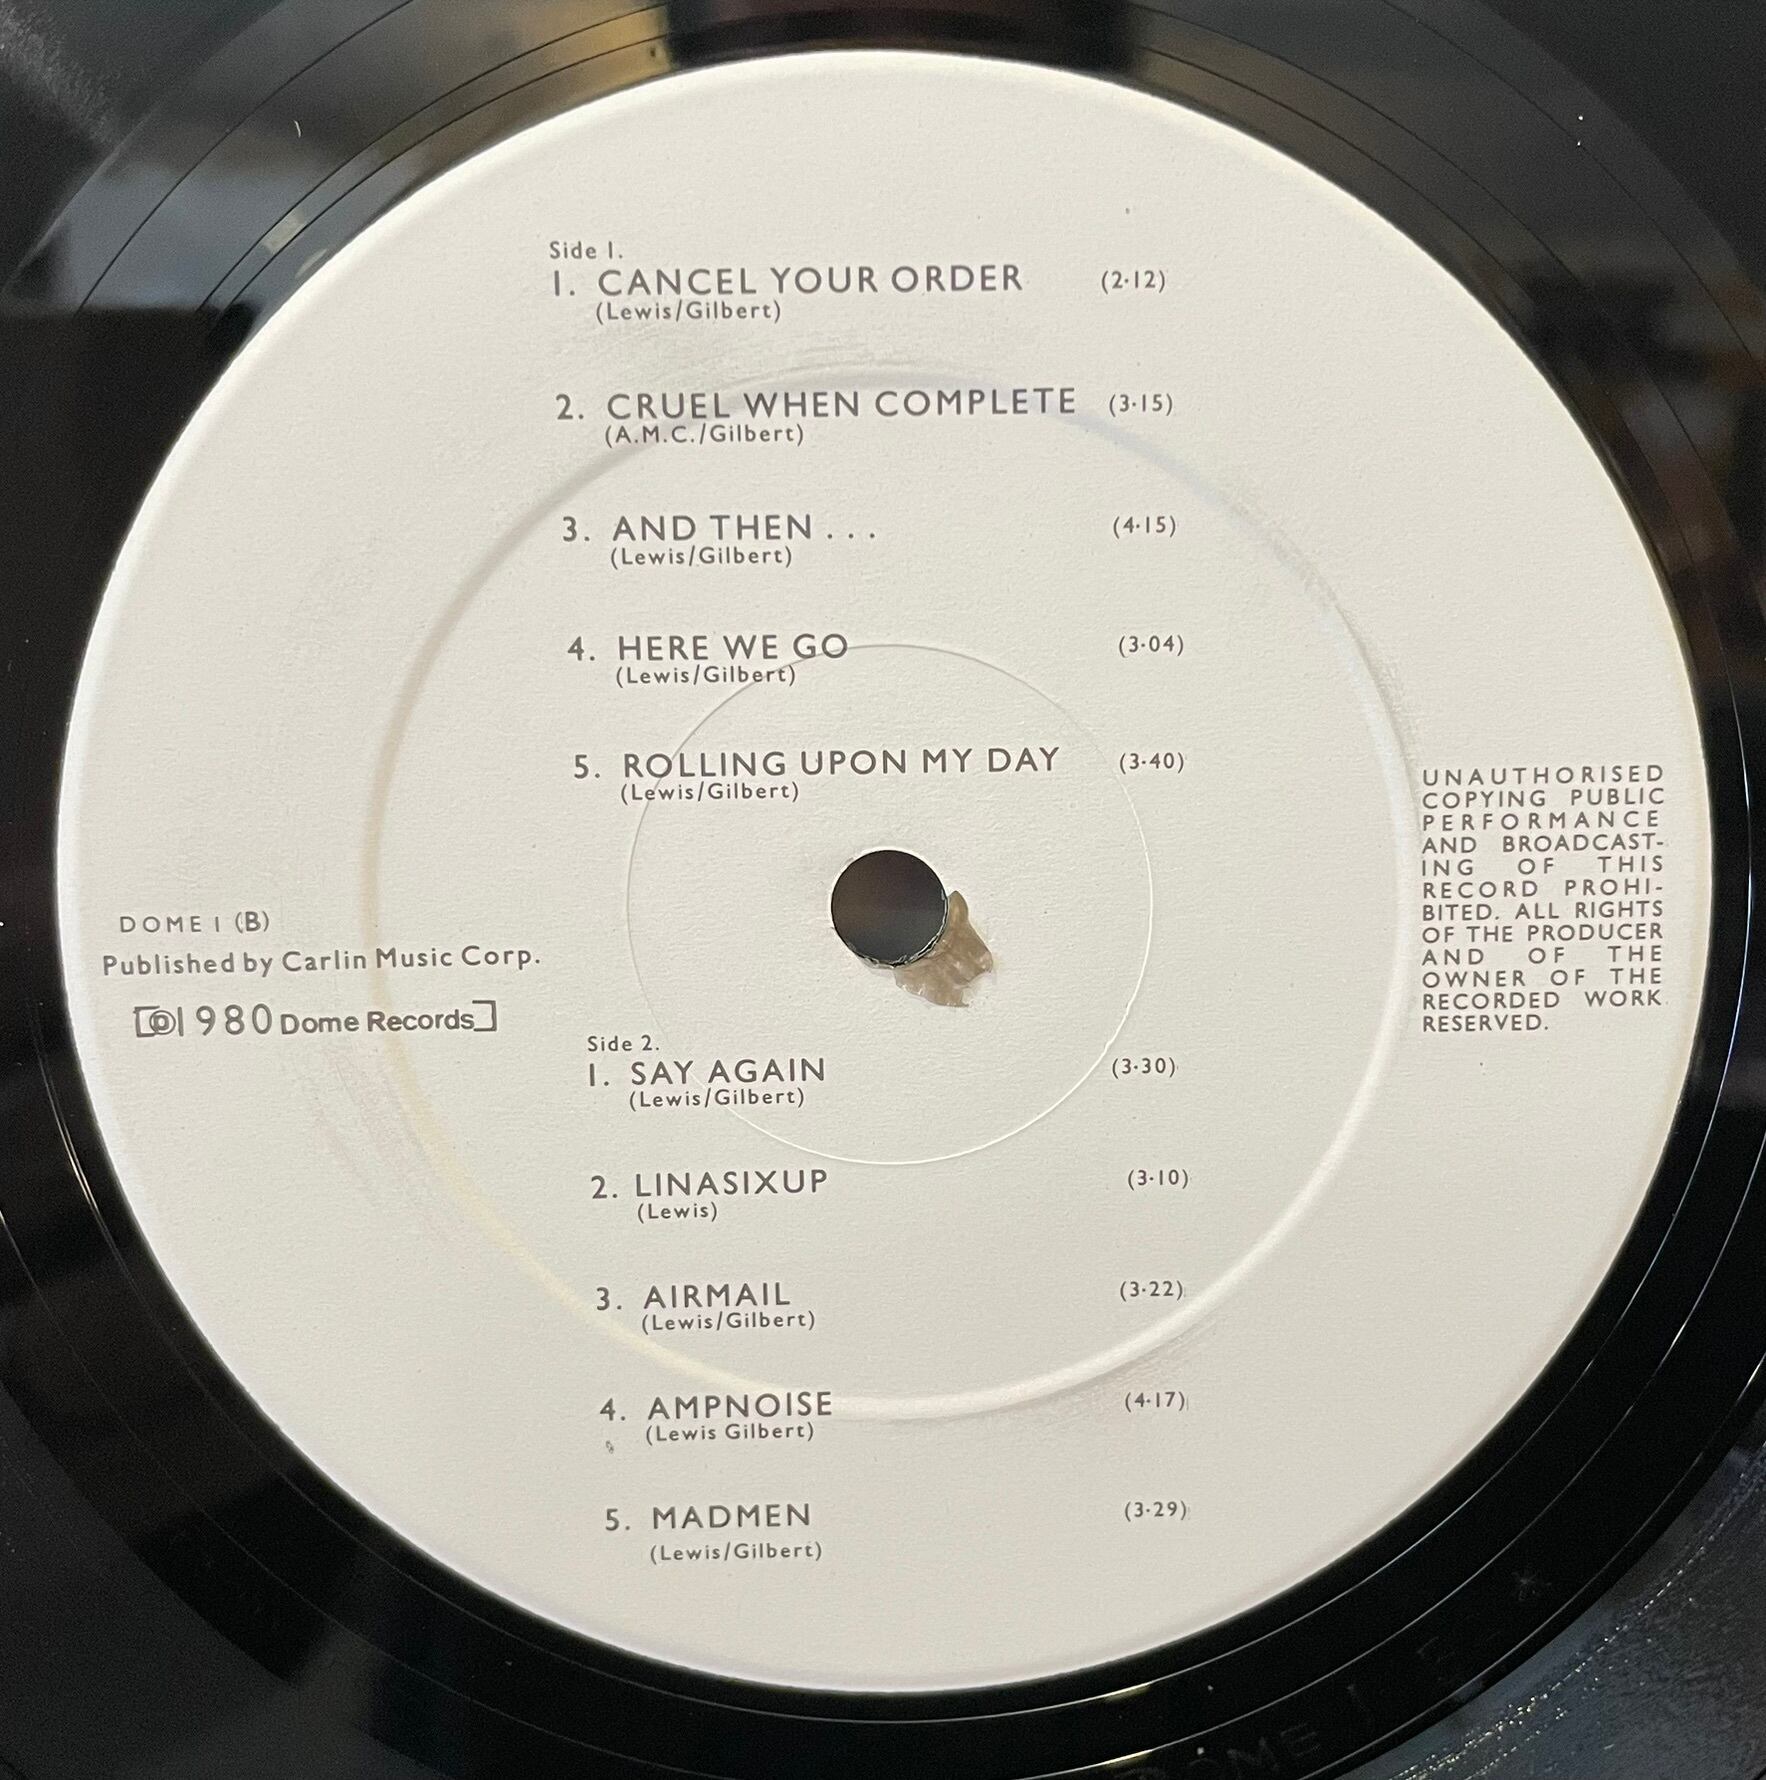 Side 1.
1. CANCEL YOUR ORDER (2·12)
(Lewis/Gilbert)
2. CRUEL WHEN COMPLETE (3·15)
(A.M.C./Gilbert)
3. AND THEN . . . (4·15)
(Lewis/Gilbert)
4. HERE WE GO (3·04)
(Lewis/Gilbert)
5. ROLLING UPON MY DAY (3·40)
(Lewis/Gilbert)
DOME 1 (B)
Published by Carlin Music Corp.
[℗1980 Dome Records]
UNAUTHORISED
COPYING PUBLIC
PERFORMANCE
AND BROADCAST-
ING OF THIS
RECORD PROHI-
BITED. ALL RIGHTS
OF THE PRODUCER
AND OF THE
OWNER OF THE
RECORDED WORK
RESERVED.
Side 2.
1. SAY AGAIN (3·30)
(Lewis/Gilbert)
2. LINASIXUP (3·10)
(Lewis)
3. AIRMAIL (3·22)
(Lewis/Gilbert)
4. AMPNOISE (4·17)
(Lewis Gilbert)
5. MADMEN (3·29)
(Lewis/Gilbert)
DOME 1